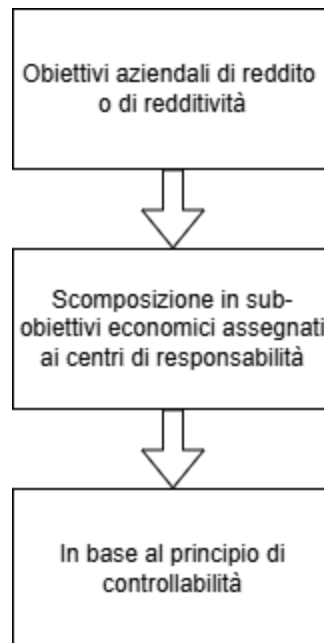 Obiettivi aziendali di reddito
o di redditività
Scomposizione in sub-
obiettivi economici assegnati
ai centri di responsabilità
In base al principio di
controllabilità